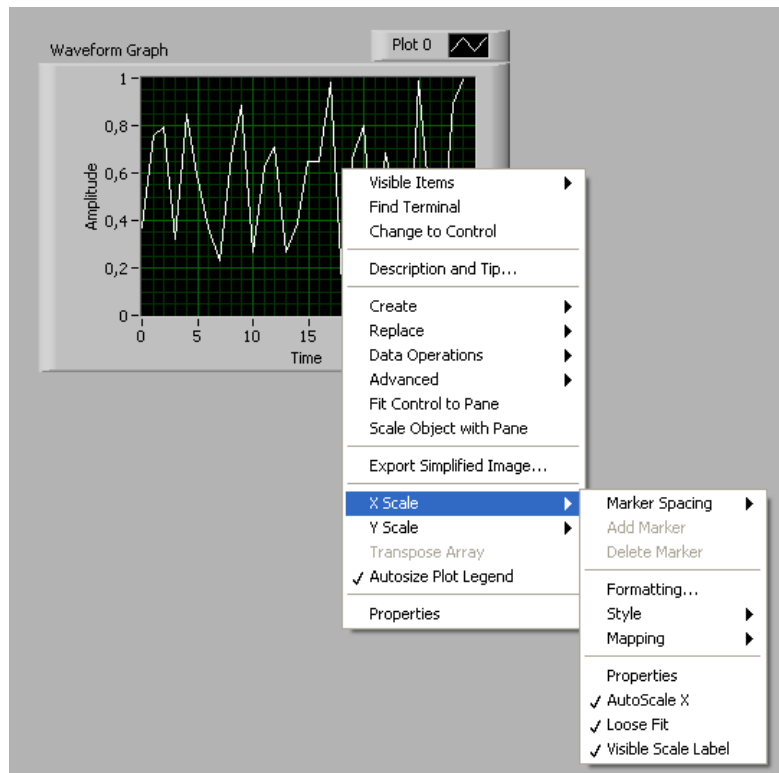 Plot 0
Waveform Graph
1
0,8
0,6
0,4
0,2
0
Amplitude
0 5 10 15
Time
Visible Items
Find Terminal
Change to Control
Description and Tip...
Create
Replace
Data Operations
Advanced
Fit Control to Pane
Scale Object with Pane
Export Simplified Image...
X Scale
Y Scale
Transpose Array
Autosize Plot Legend
Properties
Marker Spacing
Add Marker
Delete Marker
Formatting...
Style
Mapping
Properties
AutoScale X
Loose Fit
Visible Scale Label